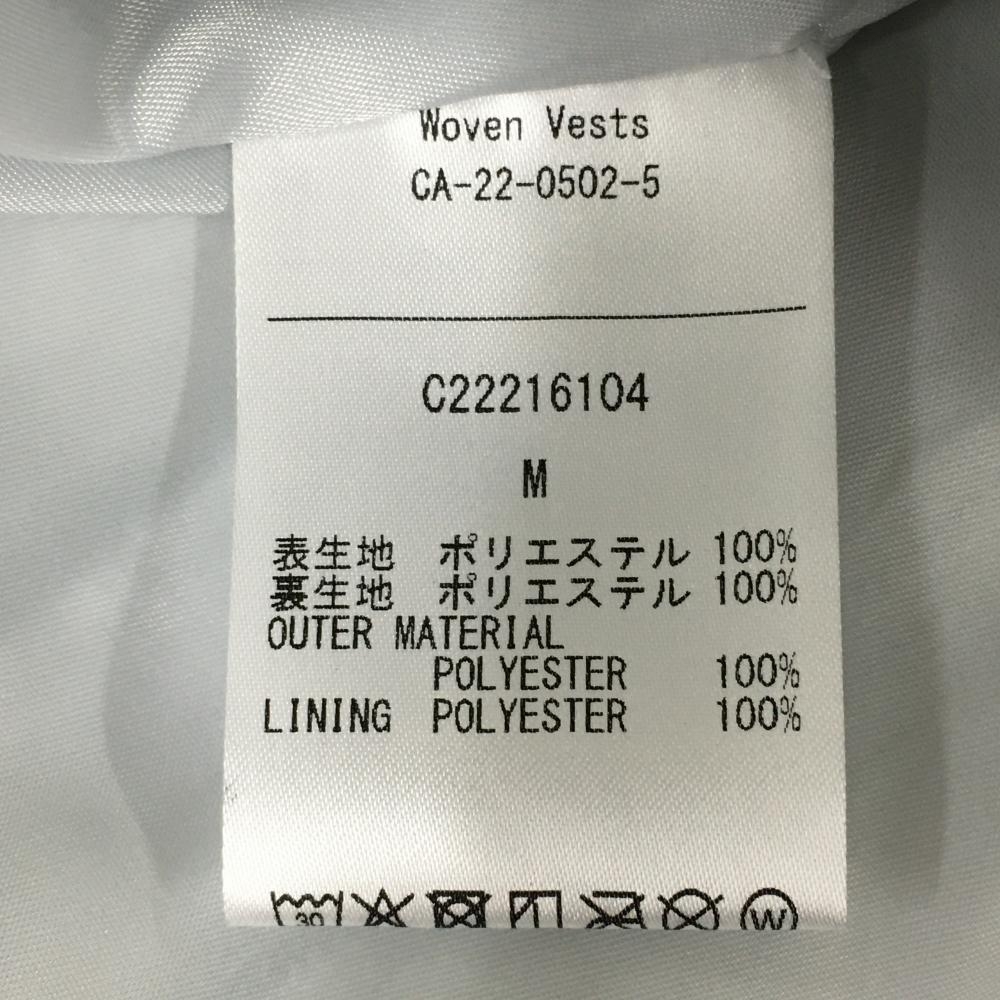 Woven Vests
CA-22-0502-5
C22216104
M
表生地 ポリエステル 100%
裏生地 ポリエステル 100%
OUTER MATERIAL
POLYESTER 100%
LINING POLYESTER 100%
30
W